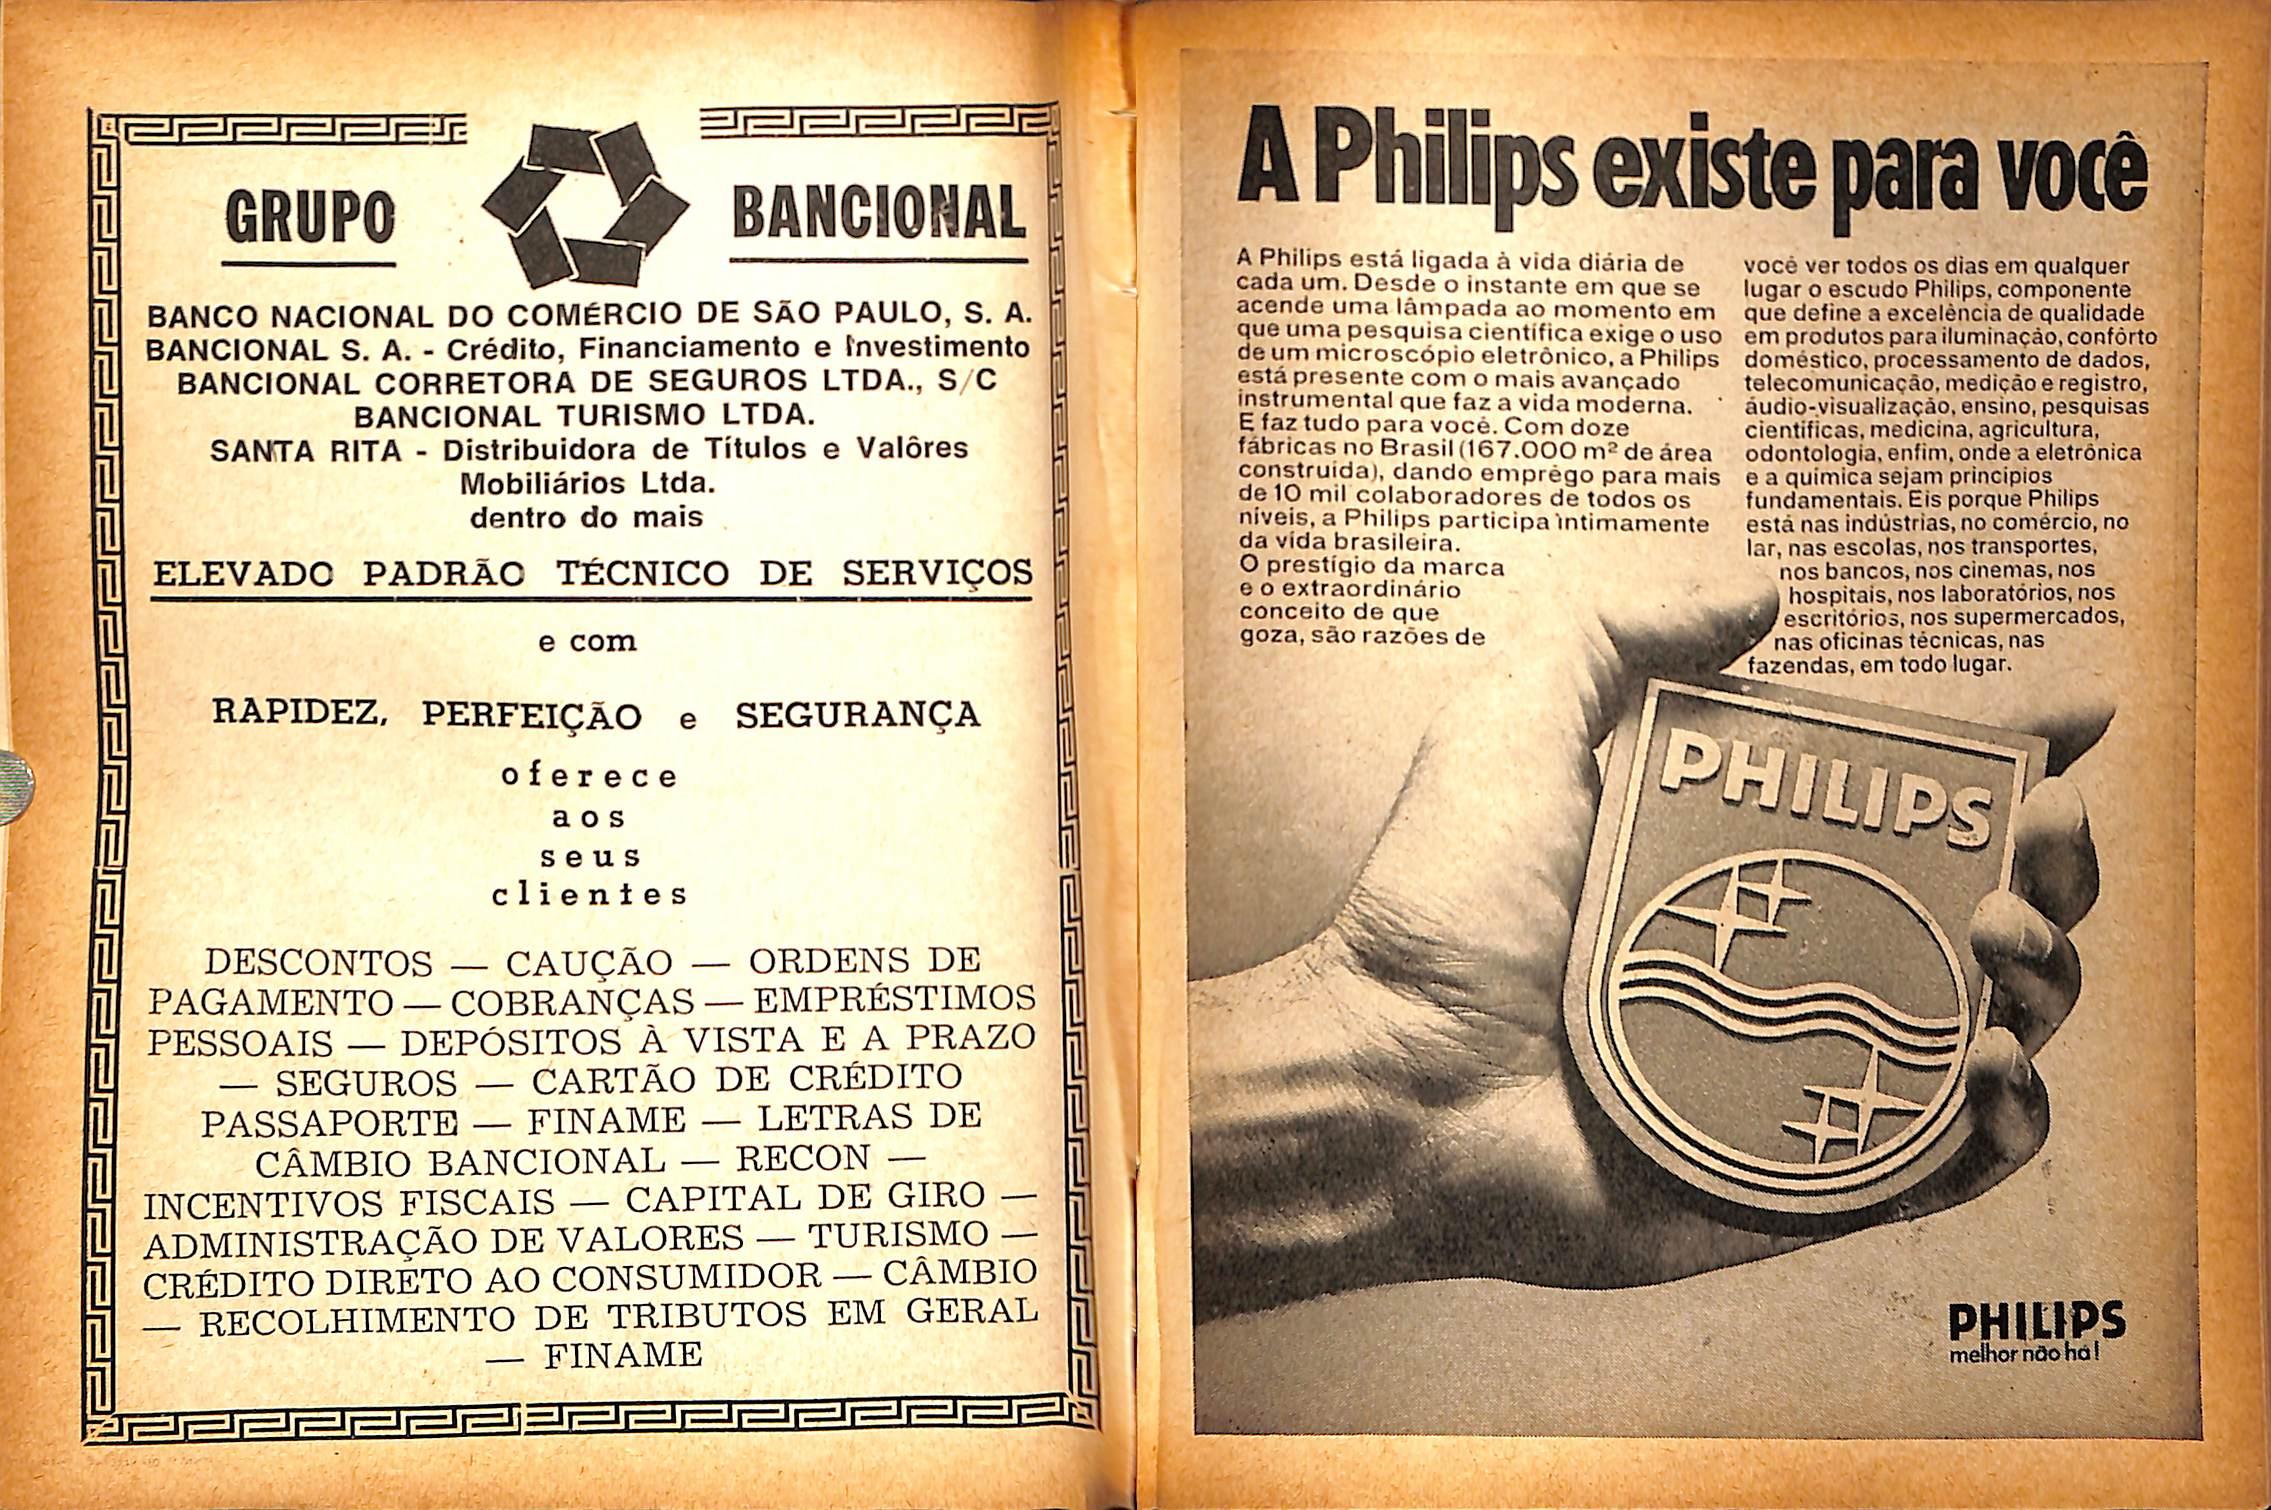 GRUPO BANCIONAL
BANCO NACIONAL DO COMÉRCIO DE SÃO PAULO, S. A.
BANCIONAL S. A. - Crédito, Financiamento e Investimento
BANCIONAL CORRETORA DE SEGUROS LTDA., S/C
BANCIONAL TURISMO LTDA.
SANTA RITA - Distribuidora de Títulos e Valôres
Mobiliários Ltda.
dentro do mais
ELEVADO PADRÃO TÉCNICO DE SERVIÇOS
e com
RAPIDEZ, PERFEIÇÃO e SEGURANÇA
oferece
aos
seus
clientes
DESCONTOS — CAUÇÃO — ORDENS DE
PAGAMENTO — COBRANÇAS — EMPRÉSTIMOS
PESSOAIS — DEPÓSITOS À VISTA E A PRAZO
— SEGUROS — CARTÃO DE CRÉDITO
PASSAPORTE — FINAME — LETRAS DE
CÂMBIO BANCIONAL — RECON —
INCENTIVOS FISCAIS — CAPITAL DE GIRO —
ADMINISTRAÇÃO DE VALORES — TURISMO —
CRÉDITO DIRETO AO CONSUMIDOR — CÂMBIO
— RECOLHIMENTO DE TRIBUTOS EM GERAL
— FINAME
A Philips existe para você
A Philips está ligada à vida diária de
cada um. Desde o instante em que se
acende uma lâmpada ao momento em
que uma pesquisa científica exige o uso
de um microscópio eletrônico, a Philips
está presente com o mais avançado
instrumental que faz a vida moderna.
E faz tudo para você. Com doze
fábricas no Brasil (167.000 m² de área
construída), dando emprêgo para mais
de 10 mil colaboradores de todos os
níveis, a Philips participa intimamente
da vida brasileira.
O prestígio da marca
e o extraordinário
conceito de que
goza, são razões de
você ver todos os dias em qualquer
lugar o escudo Philips, componente
que define a excelência de qualidade
em produtos para iluminação, confôrto
doméstico, processamento de dados,
telecomunicação, medição e registro,
áudio-visualização, ensino, pesquisas
científicas, medicina, agricultura,
odontologia, enfim, onde a eletrônica
e a química sejam princípios
fundamentais. Eis porque Philips
está nas indústrias, no comércio, no
lar, nas escolas, nos transportes,
nos bancos, nos cinemas, nos
hospitais, nos laboratórios, nos
escritórios, nos supermercados,
nas oficinas técnicas, nas
fazendas, em todo lugar.
PHILIPS
PHILIPS
melhor não há!